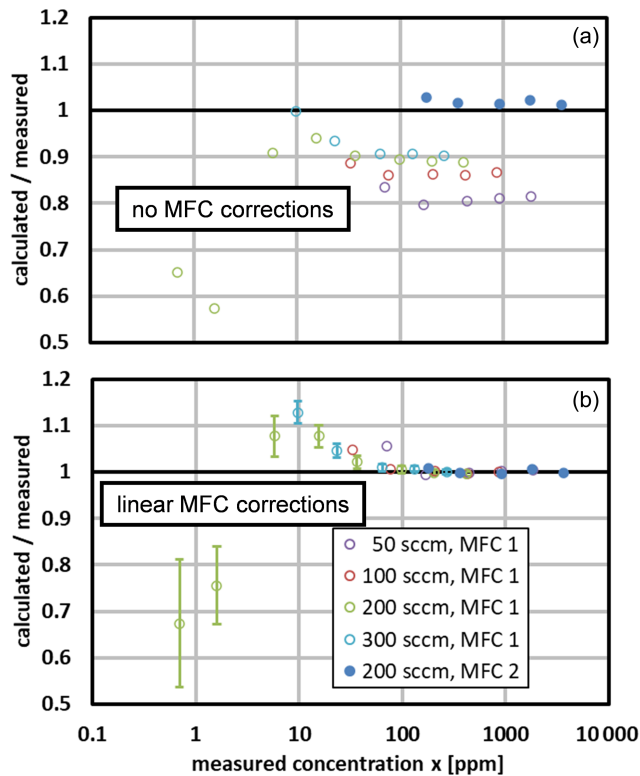 1.2
(a)
1.1
1
0.9
0.8
0.7
0.6
0.5
calculated / measured
no MFC corrections
1.2
(b)
1.1
1
0.9
0.8
0.7
0.6
0.5
calculated / measured
linear MFC corrections
50 sccm, MFC 1
100 sccm, MFC 1
200 sccm, MFC 1
300 sccm, MFC 1
200 sccm, MFC 2
0.1 1 10 100 1000 10 000
measured concentration x [ppm]